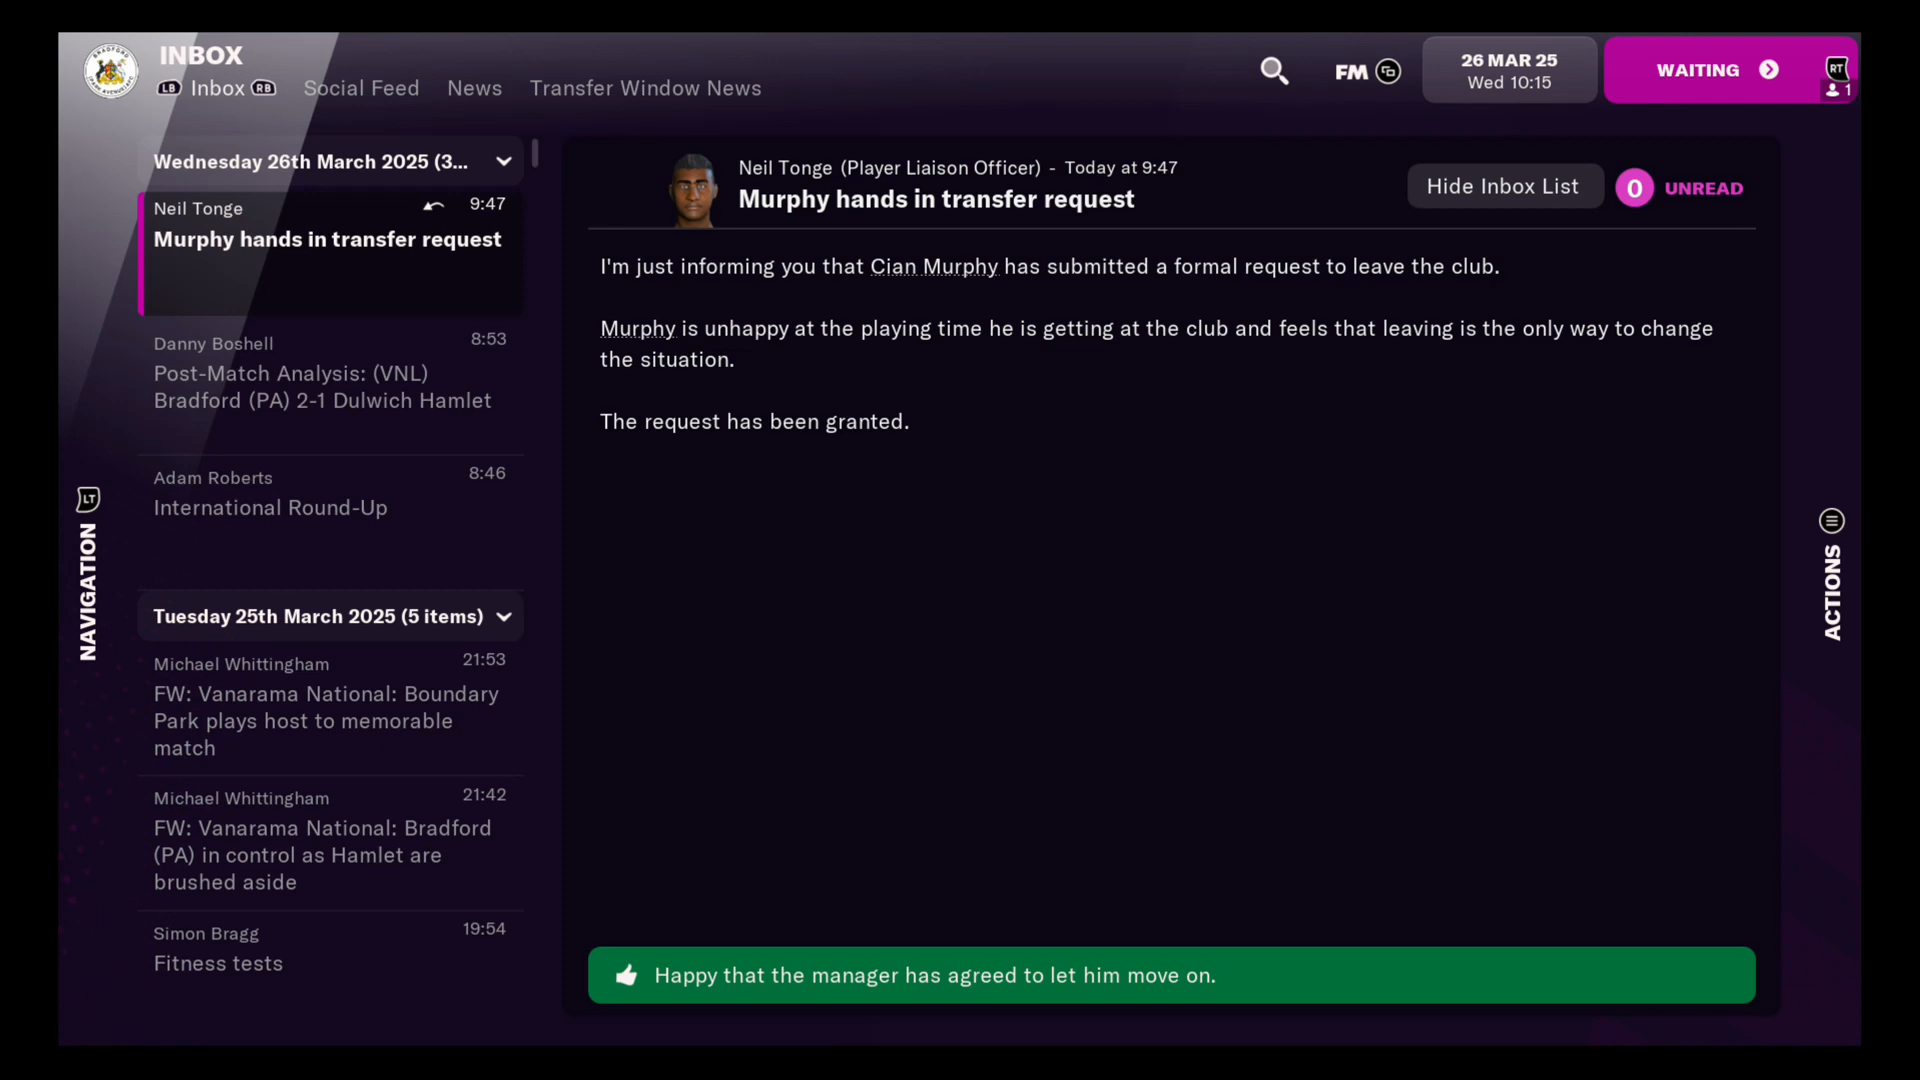 INBOX
LB Inbox RB Social Feed News Transfer Window News
FM
26 MAR 25
Wed 10:15
WAITING
RT
1
Wednesday 26th March 2025 (3...
Neil Tonge 9:47
Murphy hands in transfer request
Danny Boshell 8:53
Post-Match Analysis: (VNL)
Bradford (PA) 2-1 Dulwich Hamlet
Adam Roberts 8:46
International Round-Up
Tuesday 25th March 2025 (5 items)
Michael Whittingham 21:53
FW: Vanarama National: Boundary
Park plays host to memorable
match
Michael Whittingham 21:42
FW: Vanarama National: Bradford
(PA) in control as Hamlet are
brushed aside
Simon Bragg 19:54
Fitness tests
LT
NAVIGATION
Neil Tonge (Player Liaison Officer) - Today at 9:47
Murphy hands in transfer request
Hide Inbox List
0 UNREAD
I'm just informing you that Cian Murphy has submitted a formal request to leave the club.
Murphy is unhappy at the playing time he is getting at the club and feels that leaving is the only way to change
the situation.
The request has been granted.
Happy that the manager has agreed to let him move on.
ACTIONS